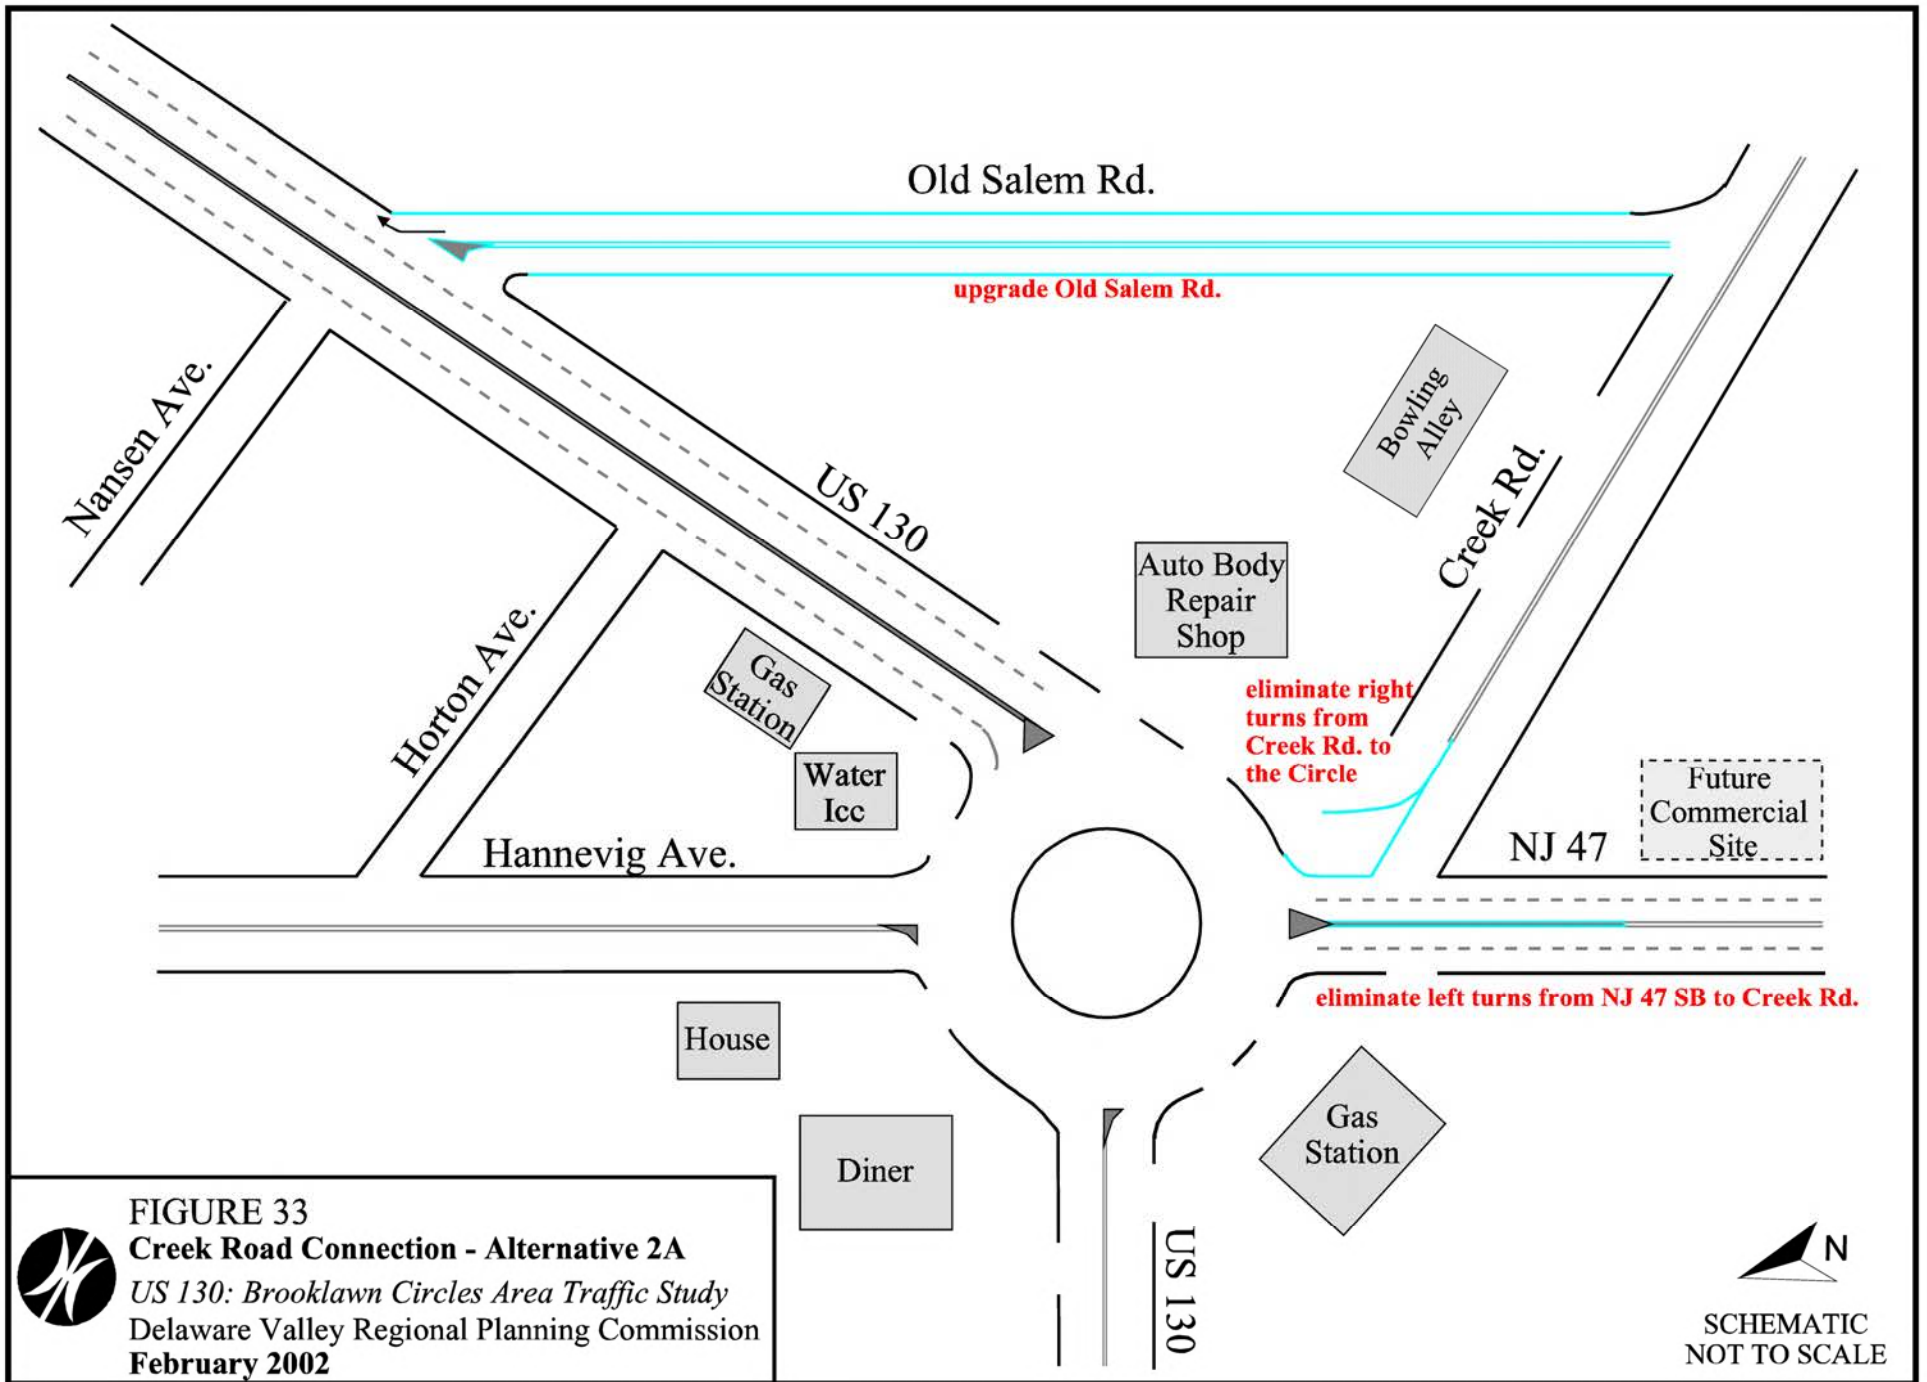 Old Salem Rd.
upgrade Old Salem Rd.
Nansen Ave.
US 130
Bowling
Alley
Creek Rd.
Auto Body
Repair
Shop
Horton Ave.
Gas
Station
eliminate right
turns from
Creek Rd. to
the Circle
Water
Icc
Future
Commercial
Site
Hannevig Ave.
NJ 47
eliminate left turns from NJ 47 SB to Creek Rd.
House
Gas
Station
Diner
US 130
FIGURE 33
Creek Road Connection - Alternative 2A
US 130: Brooklawn Circles Area Traffic Study
Delaware Valley Regional Planning Commission
February 2002
N
SCHEMATIC
NOT TO SCALE